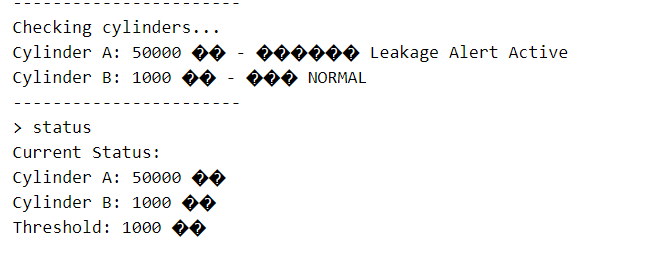 -----------------------
Checking cylinders...
Cylinder A: 50000 �� - ������ Leakage Alert Active
Cylinder B: 1000 �� - ��� NORMAL
-----------------------
> status
Current Status:
Cylinder A: 50000 ��
Cylinder B: 1000 ��
Threshold: 1000 ��